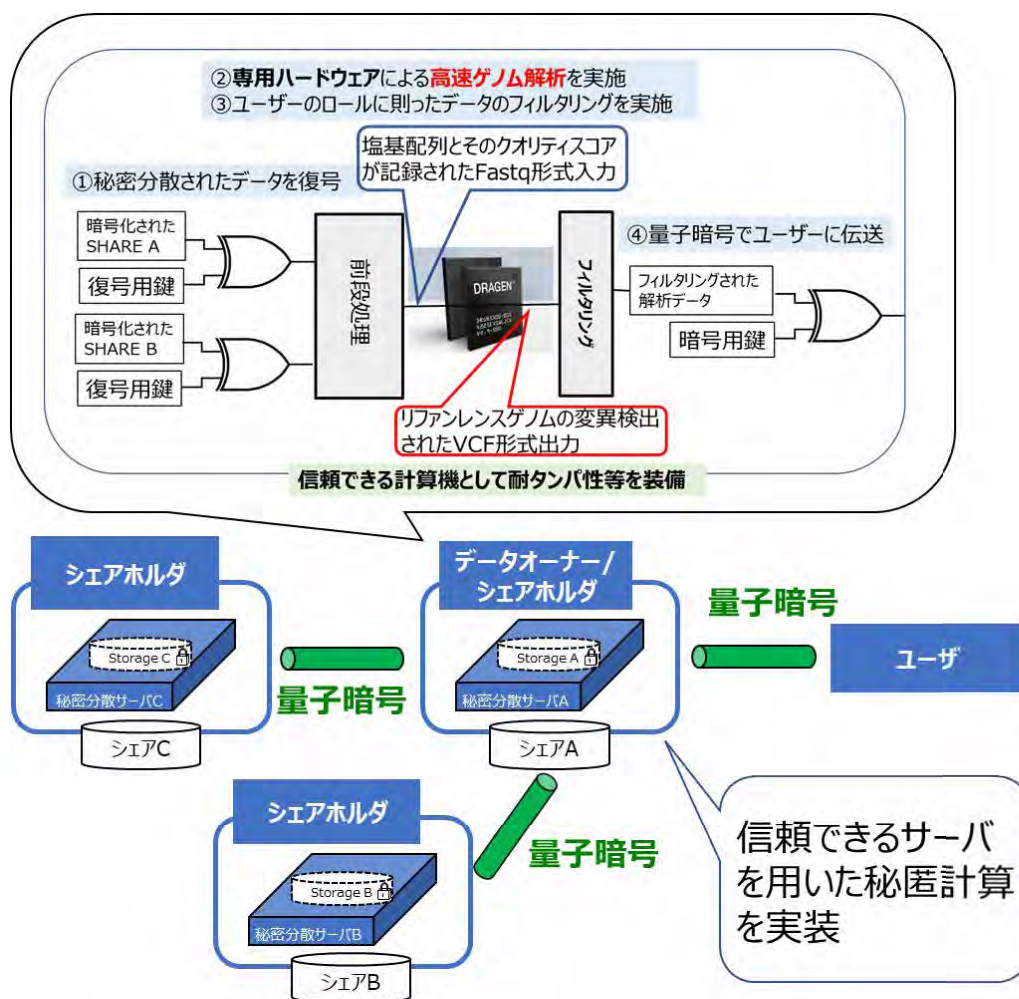 ②専用ハードウェアによる高速ゲノム解析を実施
③ユーザーのロールに則ったデータのフィルタリングを実施
塩基配列とそのクオリティスコア
が記録されたFastq形式入力
①秘密分散されたデータを復号
暗号化された
SHARE A
復号用鍵
暗号化された
SHARE B
復号用鍵
前段処理
DRAGEN
フィルタリング
④量子暗号でユーザーに伝送
フィルタリングされた
解析データ
暗号用鍵
リファンレンスゲノムの変異検出
されたVCF形式出力
信頼できる計算機として耐タンパ性等を装備
シェアホルダ
Storage C
秘密分散サーバC
シェアC
量子暗号
データオーナー/
シェアホルダ
Storage A
秘密分散サーバA
シェアA
量子暗号
ユーザ
シェアホルダ
Storage B
秘密分散サーバB
シェアB
量子暗号
信頼できるサーバ
を用いた秘匿計算
を実装